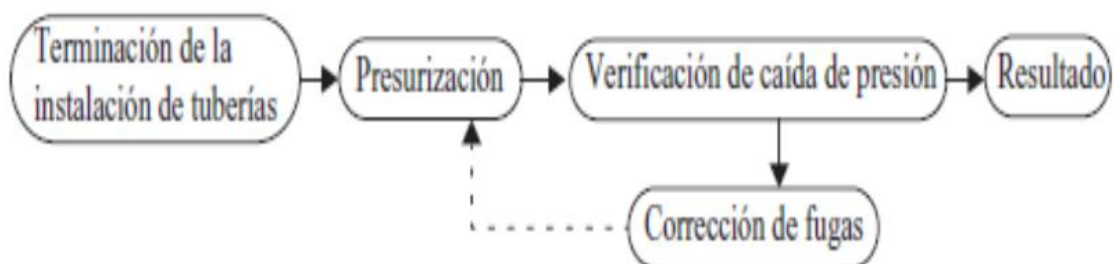 Terminación de la
instalación de tuberías
Presurización
Verificación de caída de presión
Resultado
Corrección de fugas